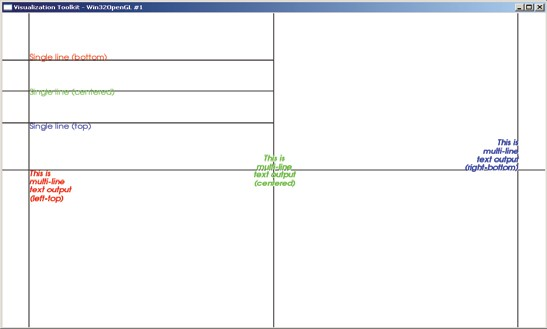 Visualization Toolkit - Win32OpenGL #1
Single line (bottom)
Single line (centered)
Single line (top)
This is
multi-line
text output
(left-top)
This is
multi-line
text output
(centered)
This is
multi-line
text output
(right-bottom)